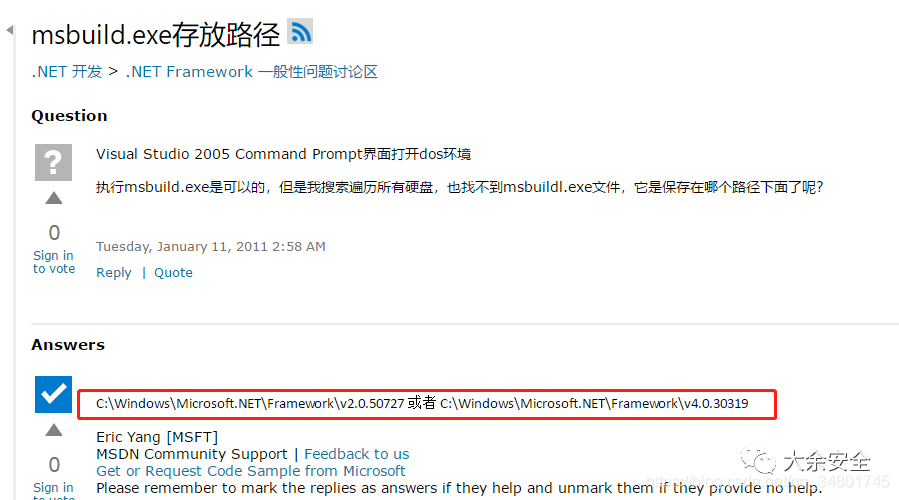 msbuild.exe存放路径
.NET 开发 > .NET Framework 一般性问题讨论区
Question
Visual Studio 2005 Command Prompt界面打开dos环境
执行msbuild.exe是可以的，但是我搜索遍历所有硬盘，也找不到msbuildl.exe文件，它是保存在哪个路径下面了呢？
0
Sign in
to vote
Tuesday, January 11, 2011 2:58 AM
Reply | Quote
Answers
C:\Windows\Microsoft.NET\Framework\v2.0.50727 或者 C:\Windows\Microsoft.NET\Framework\v4.0.30319
Eric Yang [MSFT]
MSDN Community Support | Feedback to us
Get or Request Code Sample from Microsoft
Please remember to mark the replies as answers if they help and unmark them if they provide no help.
0
Sign in
to vote
大余安全